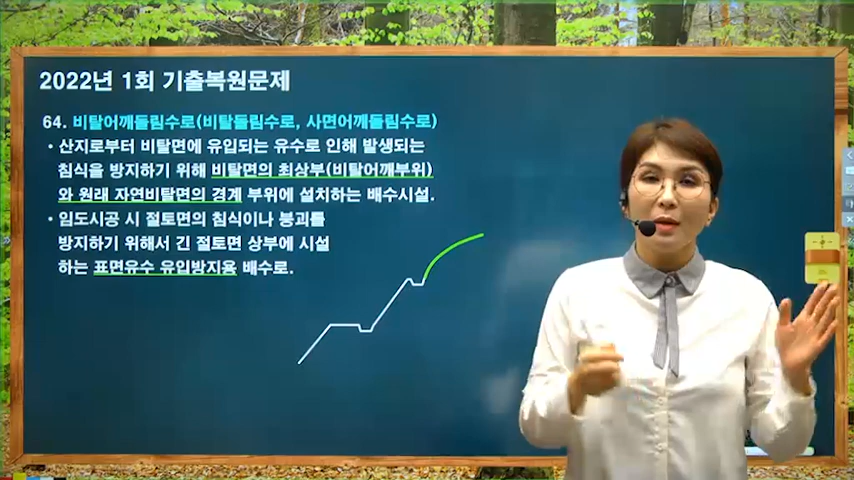 2022년 1회 기출복원문제
64. 비탈어깨돌림수로(비탈돌림수로, 사면어깨돌림수로)
• 산지로부터 비탈면에 유입되는 유수로 인해 발생되는
침식을 방지하기 위해 비탈면의 최상부(비탈어깨부위)
와 원래 자연비탈면의 경계 부위에 설치하는 배수시설.
• 임도시공 시 절토면의 침식이나 붕괴를
방지하기 위해서 긴 절토면 상부에 시설
하는 표면유수 유입방지용 배수로.